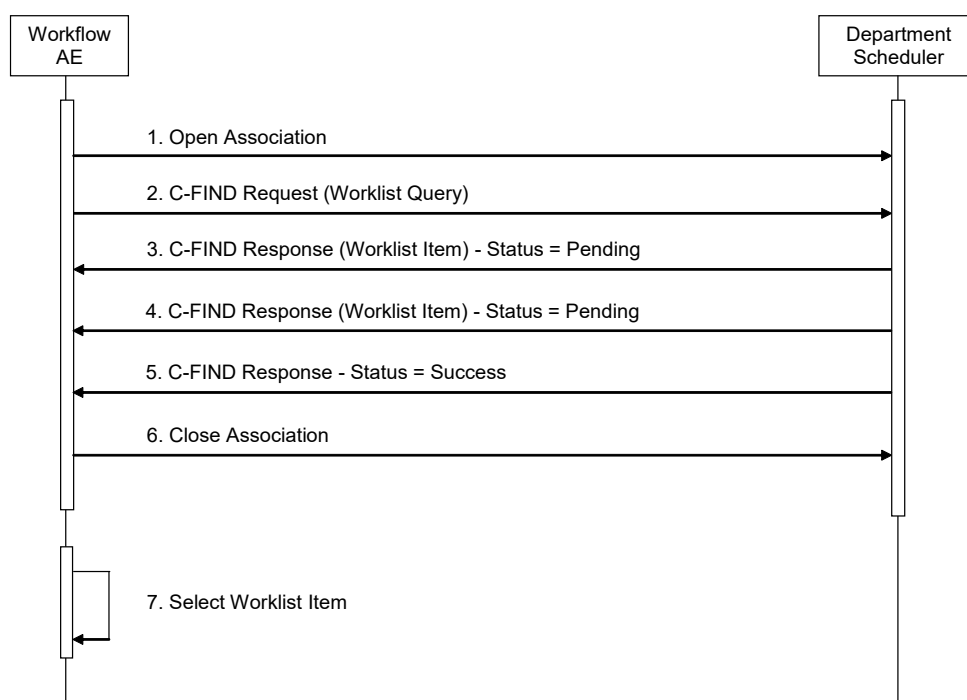 Workflow
AE
Department
Scheduler
1. Open Association
2. C-FIND Request (Worklist Query)
3. C-FIND Response (Worklist Item) - Status = Pending
4. C-FIND Response (Worklist Item) - Status = Pending
5. C-FIND Response - Status = Success
6. Close Association
7. Select Worklist Item